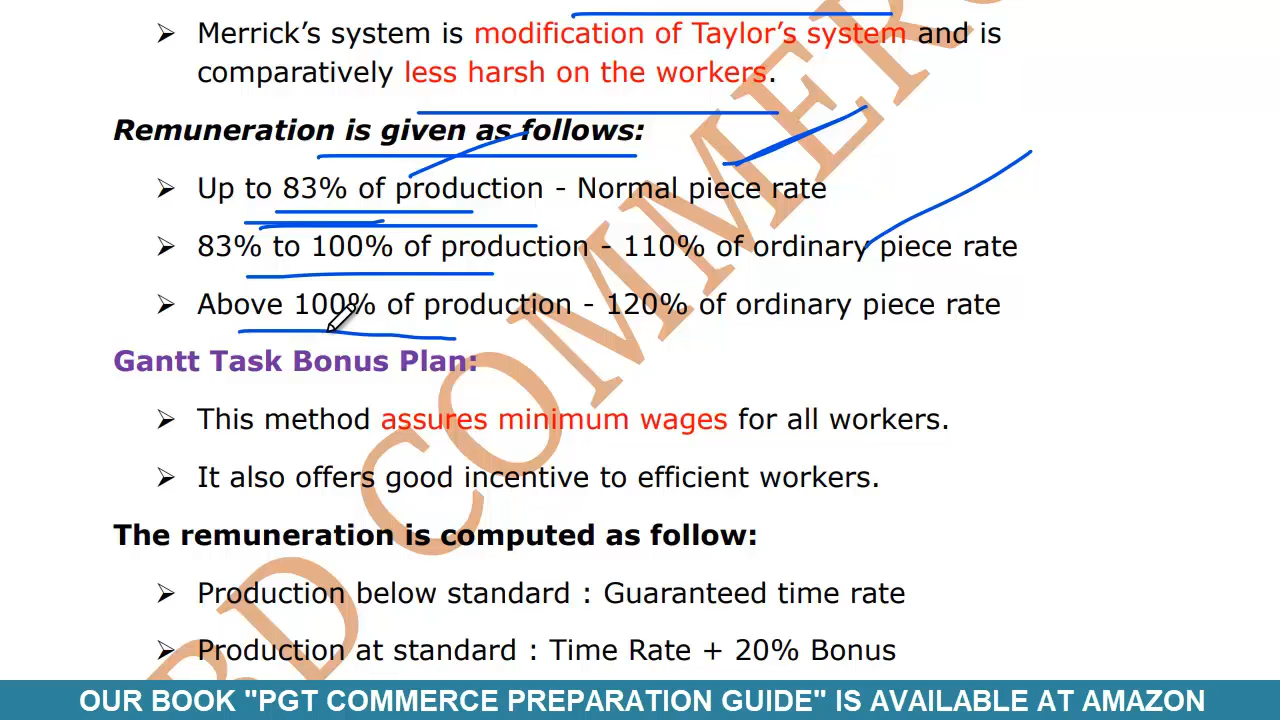 ➢ Merrick’s system is modification of Taylor’s system and is
comparatively less harsh on the workers.
Remuneration is given as follows:
➢ Up to 83% of production - Normal piece rate
➢ 83% to 100% of production - 110% of ordinary piece rate
➢ Above 100% of production - 120% of ordinary piece rate
Gantt Task Bonus Plan:
➢ This method assures minimum wages for all workers.
➢ It also offers good incentive to efficient workers.
The remuneration is computed as follow:
➢ Production below standard : Guaranteed time rate
➢ Production at standard : Time Rate + 20% Bonus
BD COMMER
OUR BOOK "PGT COMMERCE PREPARATION GUIDE" IS AVAILABLE AT AMAZON